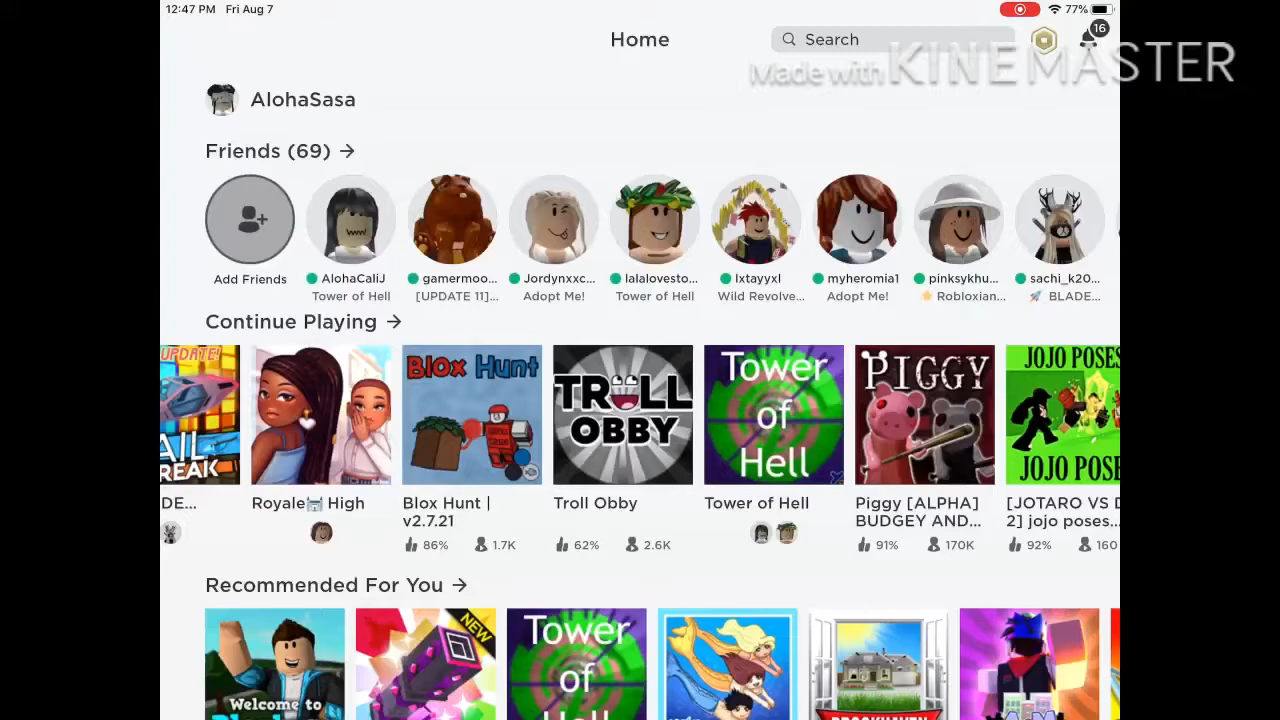 12:47 PM Fri Aug 7
77%
Home
Search
16
Made with KINEMASTER
AlohaSasa
Friends (69) →
Add Friends
AlohaCaliJ
Tower of Hell
gamermoo...
[UPDATE 11]...
Jordynxxc...
Adopt Me!
lalalovesto...
Tower of Hell
lxtayyxl
Wild Revolve...
myheromia1
Adopt Me!
pinksykhu...
Robloxian...
sachi_k20...
BLADE...
Continue Playing →
UPDATE!
AIL
BREAK
DE...
Royale High
Blox Hunt
Blox Hunt |
v2.7.21
86% 1.7K
TROLL
OBBY
Troll Obby
62% 2.6K
Tower
of
Hell
Tower of Hell
PIGGY
Piggy [ALPHA]
BUDGEY AND...
91% 170K
JOJO POSES
JOJO POSE
[JOTARO VS D
2] jojo poses...
92% 160
Recommended For You →
Welcome to
NEW
Tower
of
Hell
BROOKHAVEN